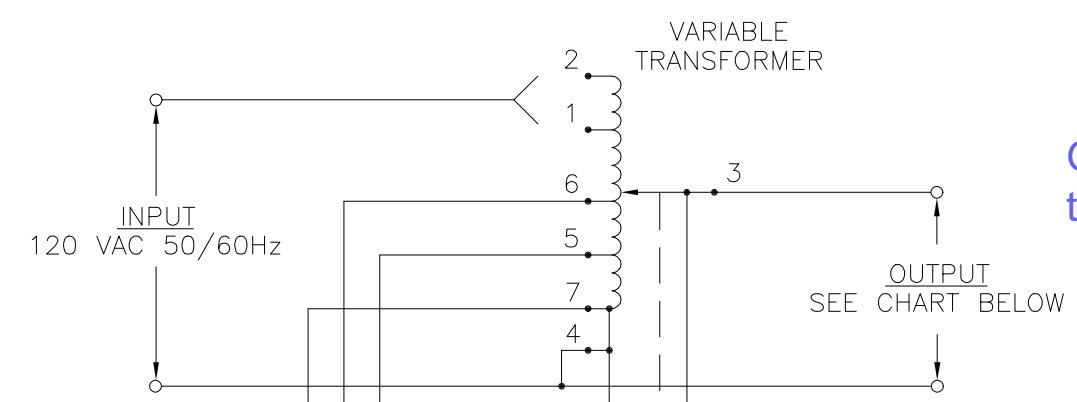 VARIABLE
TRANSFORMER
2
1
3
6
INPUT
120 VAC 50/60Hz
5
OUTPUT
SEE CHART BELOW
7
4